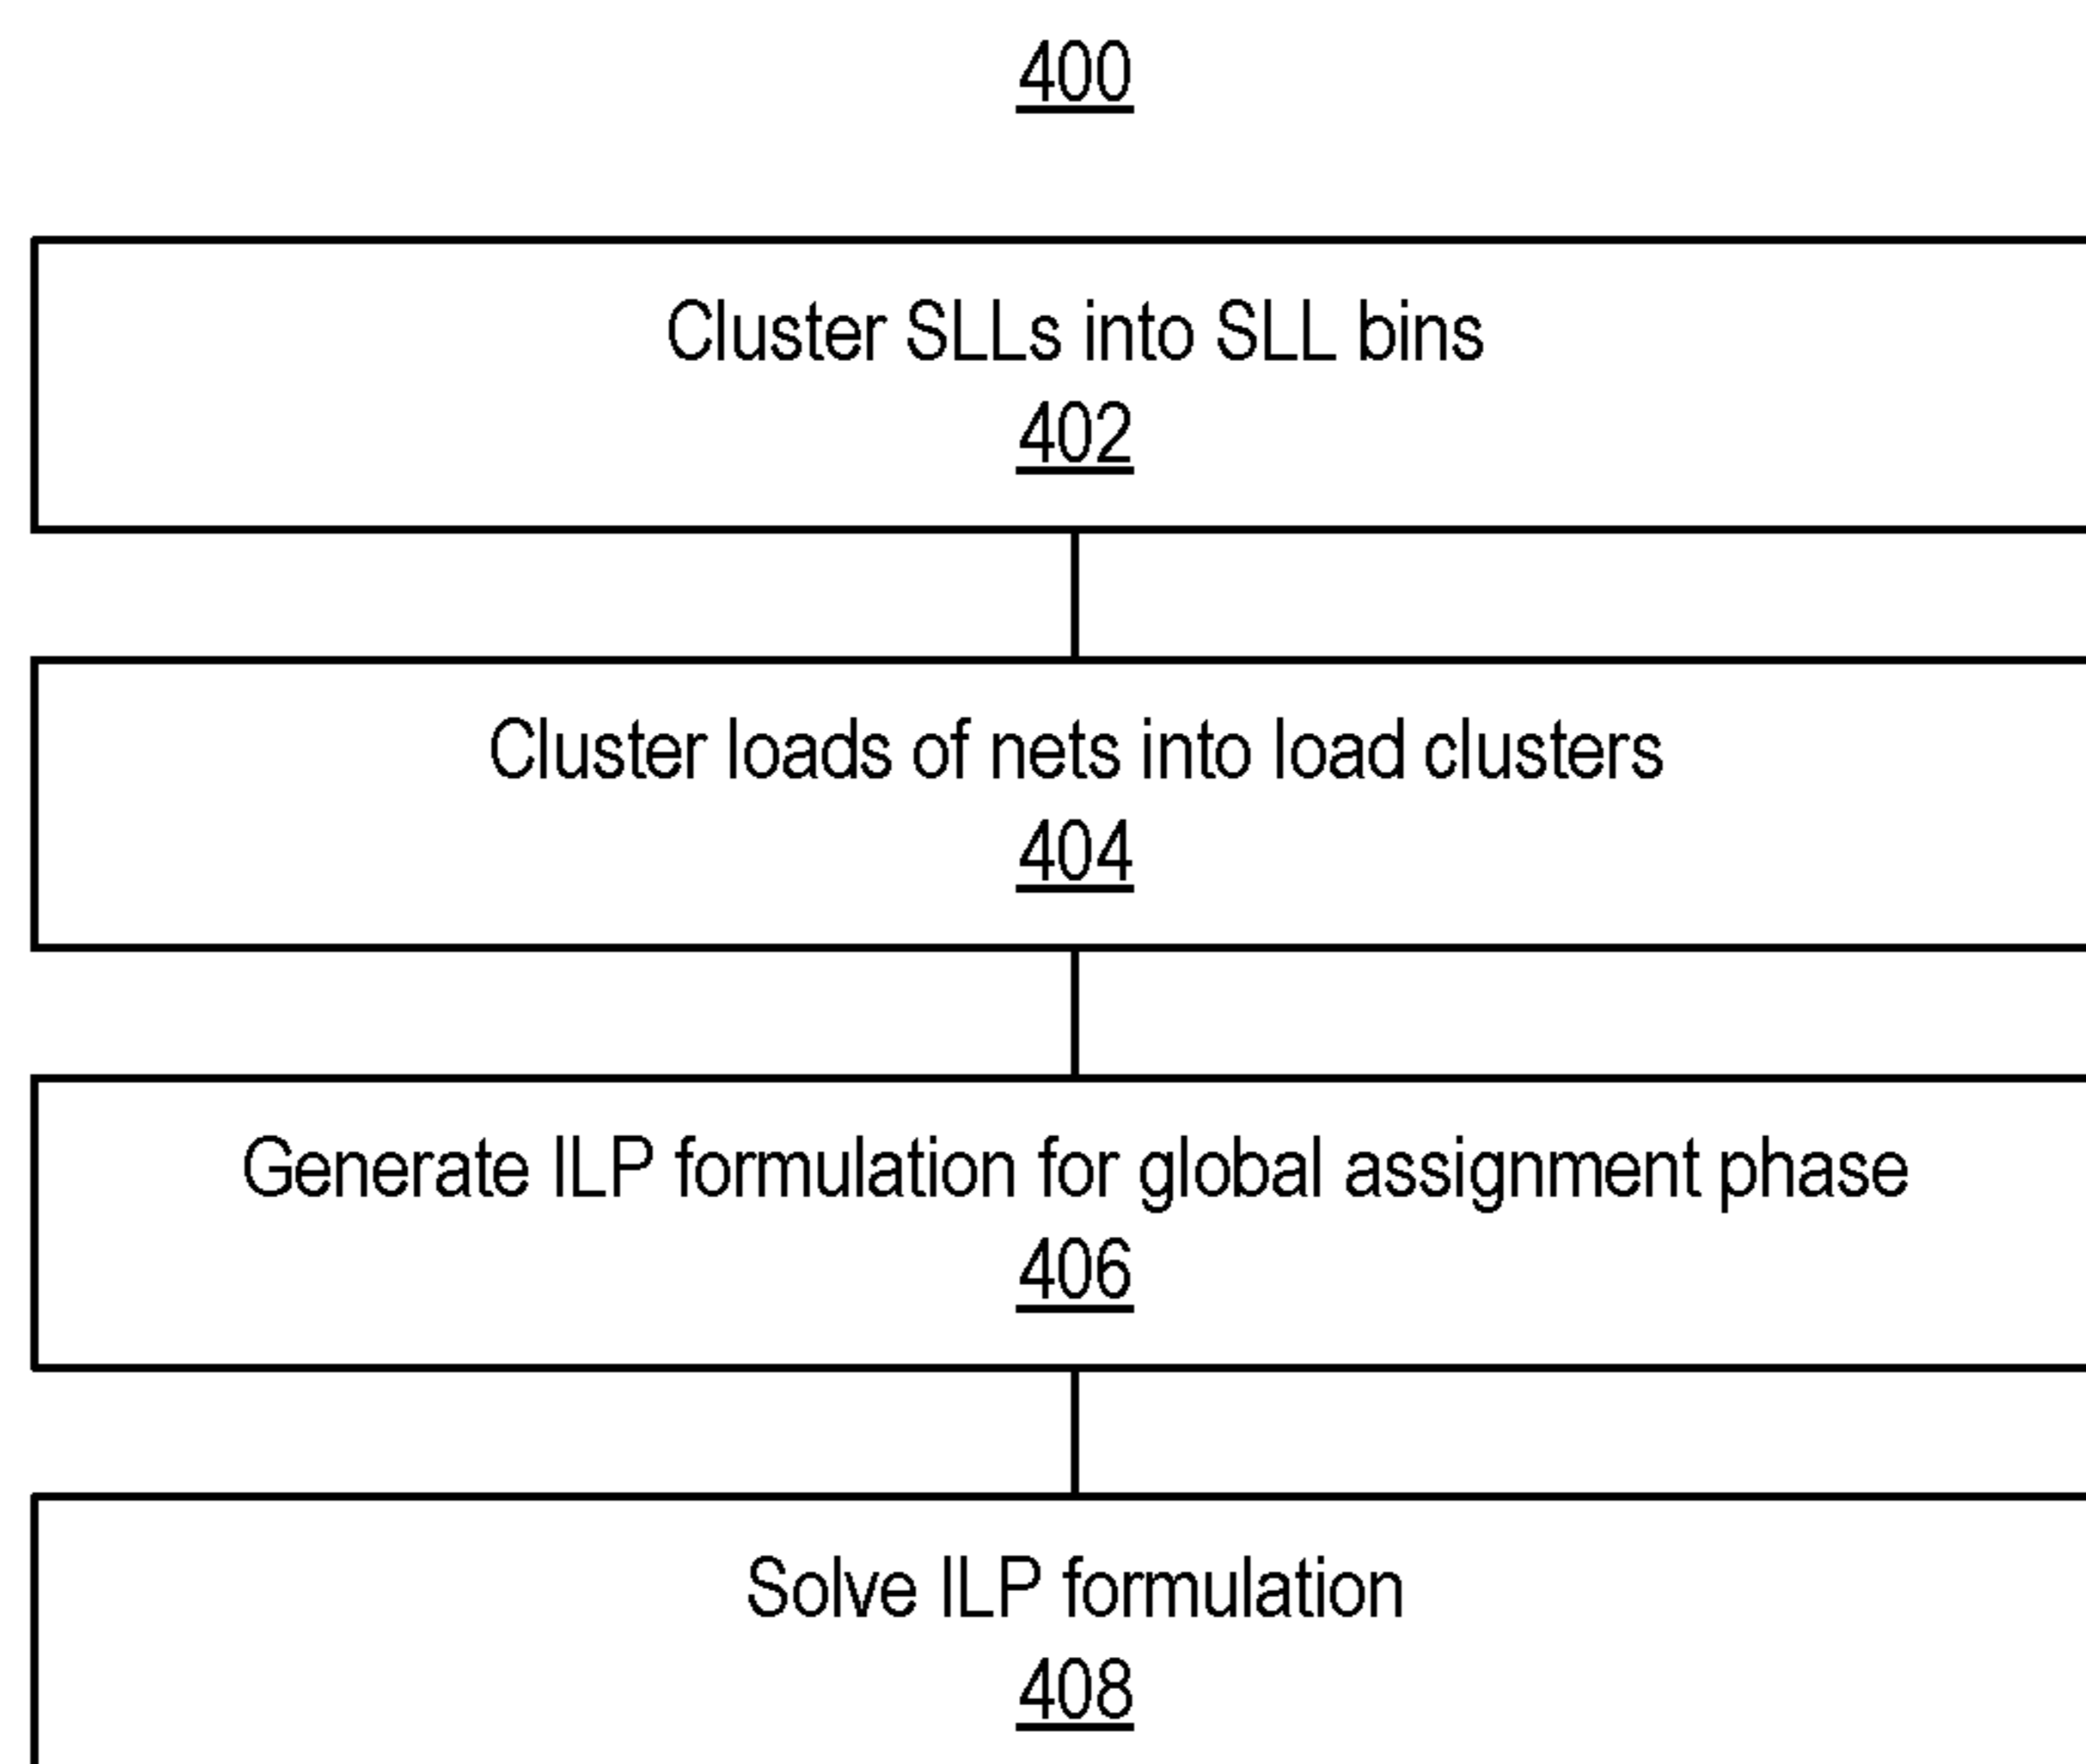 400
Cluster SLLs into SLL bins
402
Cluster loads of nets into load clusters
404
Generate ILP formulation for global assignment phase
406
Solve ILP formulation
408